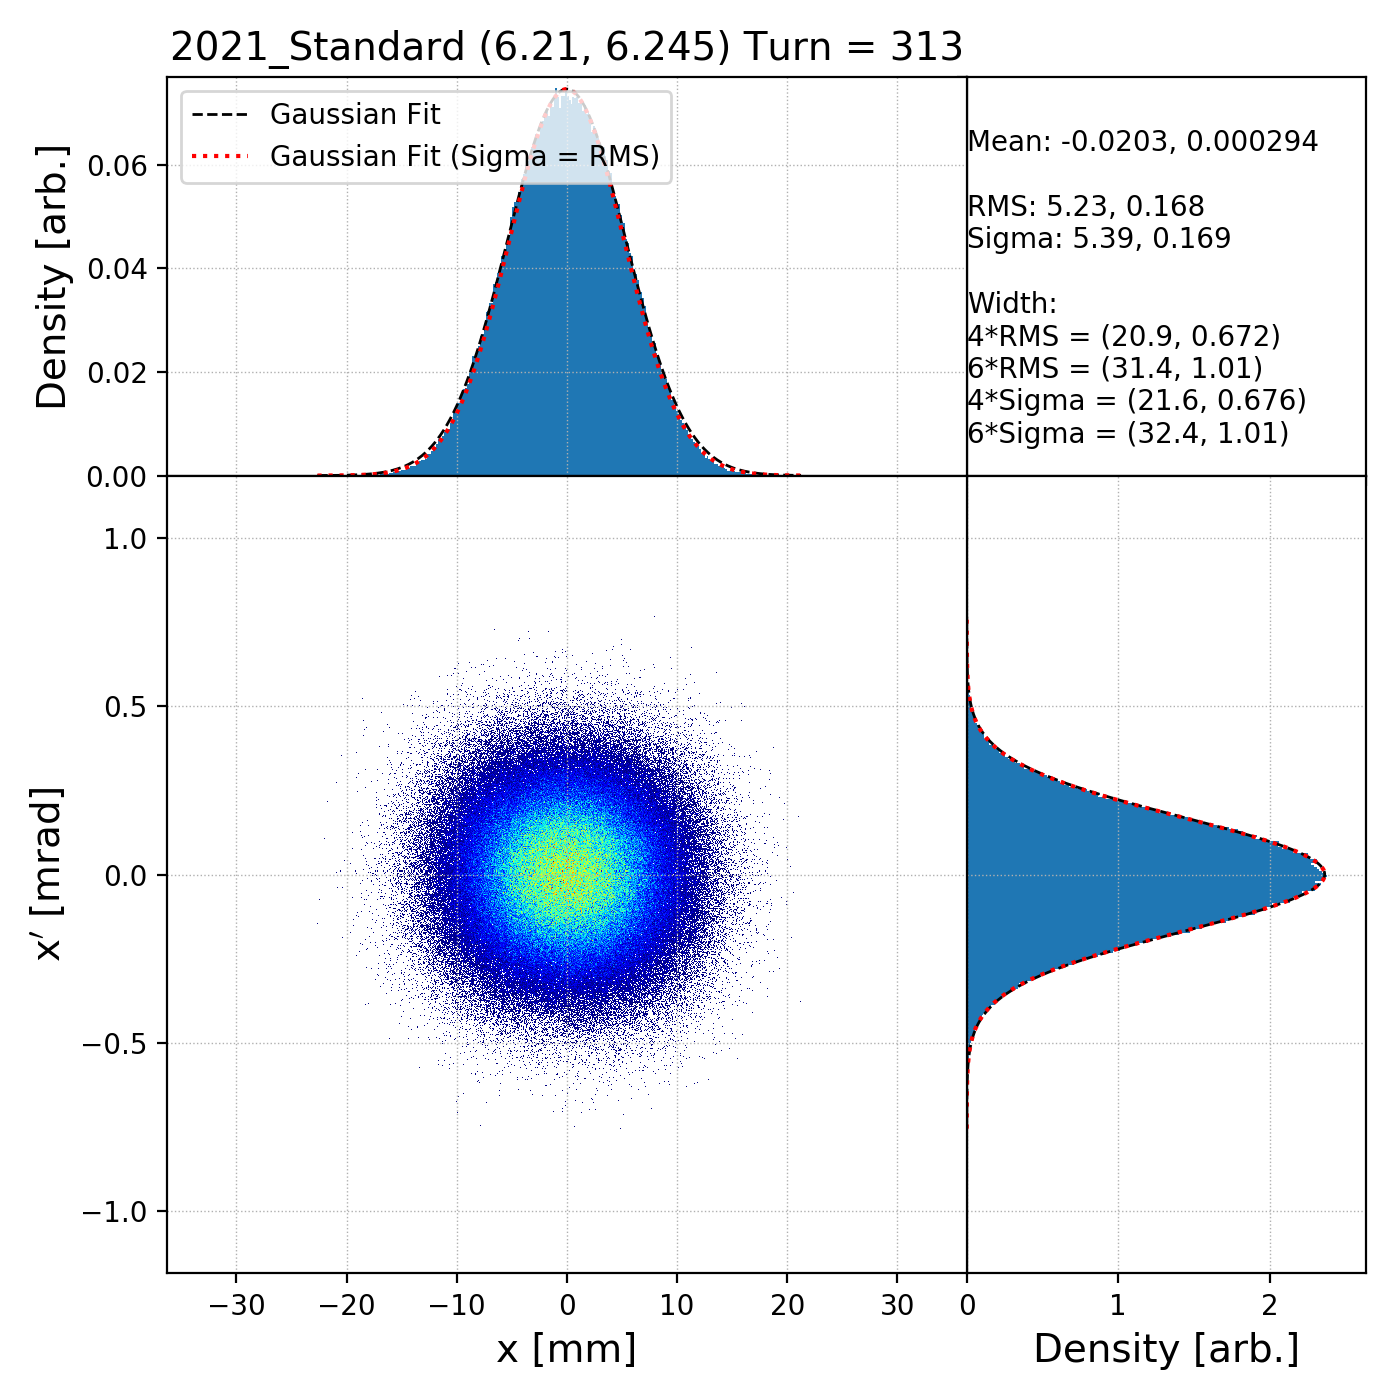 2021_Standard (6.21, 6.245) Turn = 313
Gaussian Fit
Gaussian Fit (Sigma = RMS)
Density [arb.]
0.06
0.04
0.02
0.00
Mean: -0.0203, 0.000294
RMS: 5.23, 0.168
Sigma: 5.39, 0.169
Width:
4*RMS = (20.9, 0.672)
6*RMS = (31.4, 1.01)
4*Sigma = (21.6, 0.676)
6*Sigma = (32.4, 1.01)
x′ [mrad]
1.0
0.5
0.0
−0.5
−1.0
−30 −20 −10 0 10 20 30
x [mm]
0 1 2
Density [arb.]